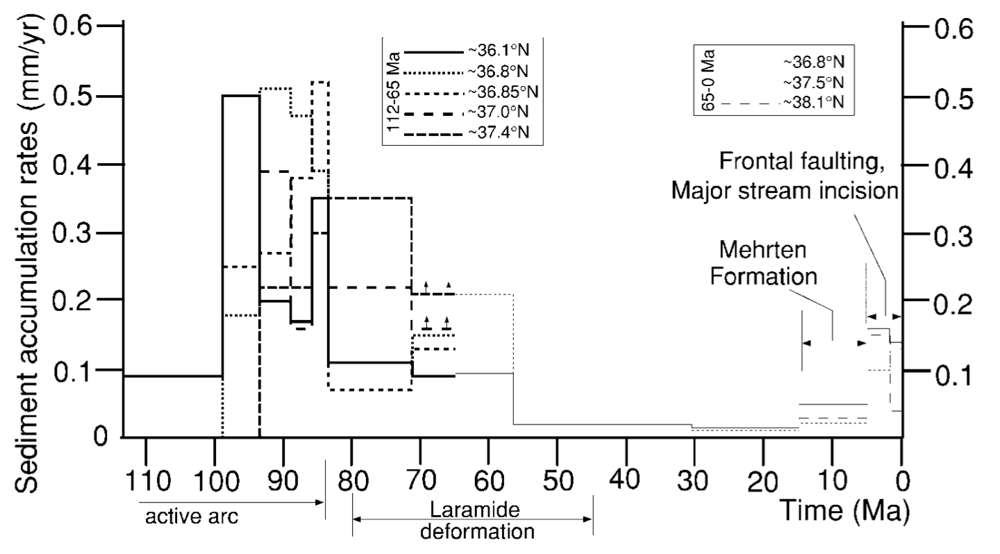 Sediment accumulation rates (mm/yr)
0.6
0.5
0.4
0.3
0.2
0.1
0
112-65 Ma
~36.1°N
~36.8°N
~36.85°N
~37.0°N
~37.4°N
65-0 Ma
~36.8°N
~37.5°N
~38.1°N
Frontal faulting,
Major stream incision
Mehrten
Formation
0.6
0.5
0.4
0.3
0.2
0.1
110 100 90 80 70 60 50 40 30 20 10 0
Time (Ma)
active arc
Laramide
deformation